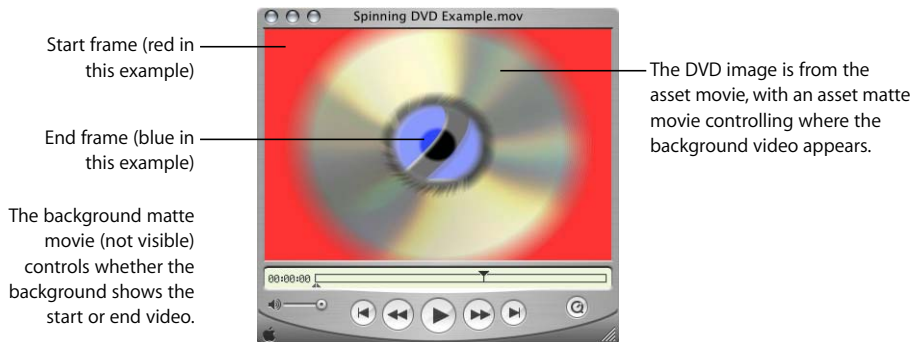 Spinning DVD Example.mov
Start frame (red in
this example)
End frame (blue in
this example)
The background matte
movie (not visible)
controls whether the
background shows the
start or end video.
The DVD image is from the
asset movie, with an asset matte
movie controlling where the
background video appears.
00:00:00